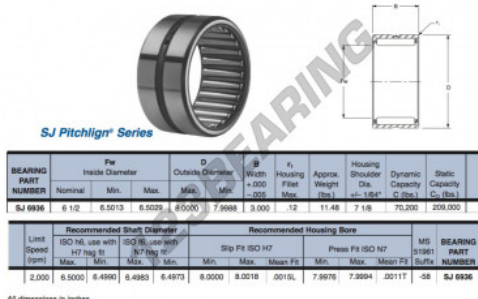 B
r₁
Fw
D
123BEARING
SJ Pitchlign® Series
BEARING PART NUMBER
Fw Inside Diameter
D Outside Diameter
B Width +.000 -.005
r₁ Housing Fillet Max.
Approx. Weight (lbs.)
Housing Shoulder Dia. +/- 1/64"
Dynamic Capacity C (lbs.)
Static Capacity C₀ (lbs.)
Nominal Min. Max. Max. Min.
SJ 6936 6 1/2 6.5013 6.5029 8.0000 7.9988 3.000 .12 11.48 7 1/8 70,200 209,000
Limit Speed (rpm)
Recommended Shaft Diameter
Recommended Housing Bore
MS 51961 Suffix
BEARING PART NUMBER
ISO h6, use with H7 hsg fit
ISO f6, use with N7 hsg fit
Slip Fit ISO H7
Press Fit ISO N7
Max. Min. Max. Min. Min. Max. Mean Fit Min. Max. Mean Fit
2,000 6.5000 6.4990 6.4983 6.4973 8.0000 8.0018 .0015L 7.9976 7.9994 .0011T -58 SJ 6936
All dimensions in inches